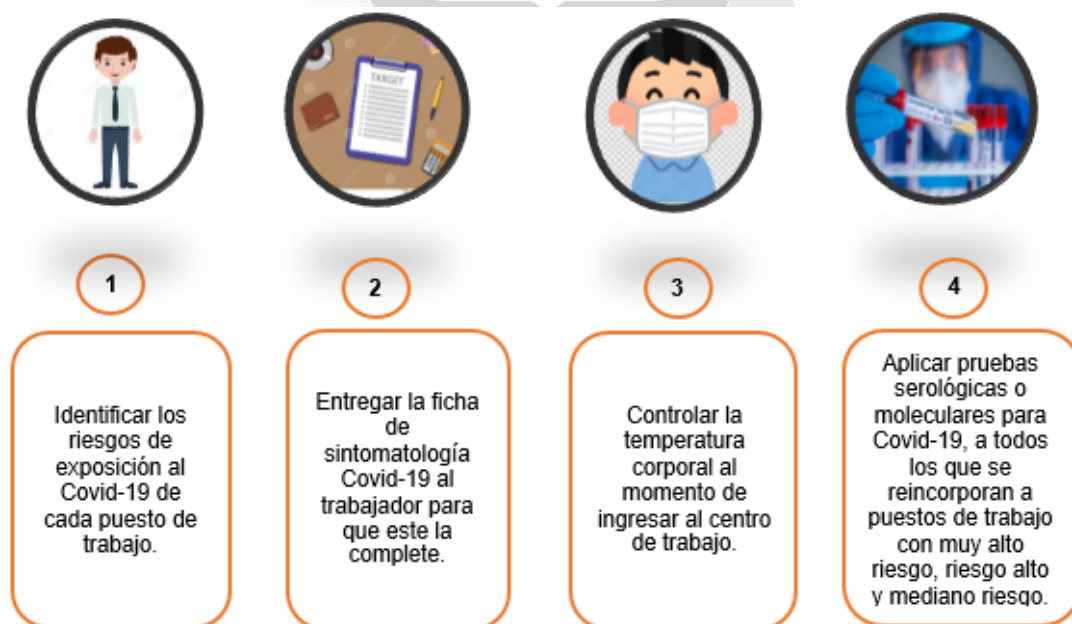 TARGET
1
2
3
4
Identificar los
riesgos de
exposición al
Covid-19 de
cada puesto de
trabajo.
Entregar la ficha
de
sintomatología
Covid-19 al
trabajador para
que este la
complete.
Controlar la
temperatura
corporal al
momento de
ingresar al centro
de trabajo.
Aplicar pruebas
serológicas o
moleculares para
Covid-19, a todos
los que se
reincorporan a
puestos de trabajo
con muy alto
riesgo, riesgo alto
y mediano riesgo.